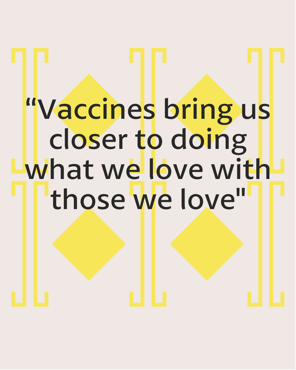 “Vaccines bring us
closer to doing
what we love with
those we love"